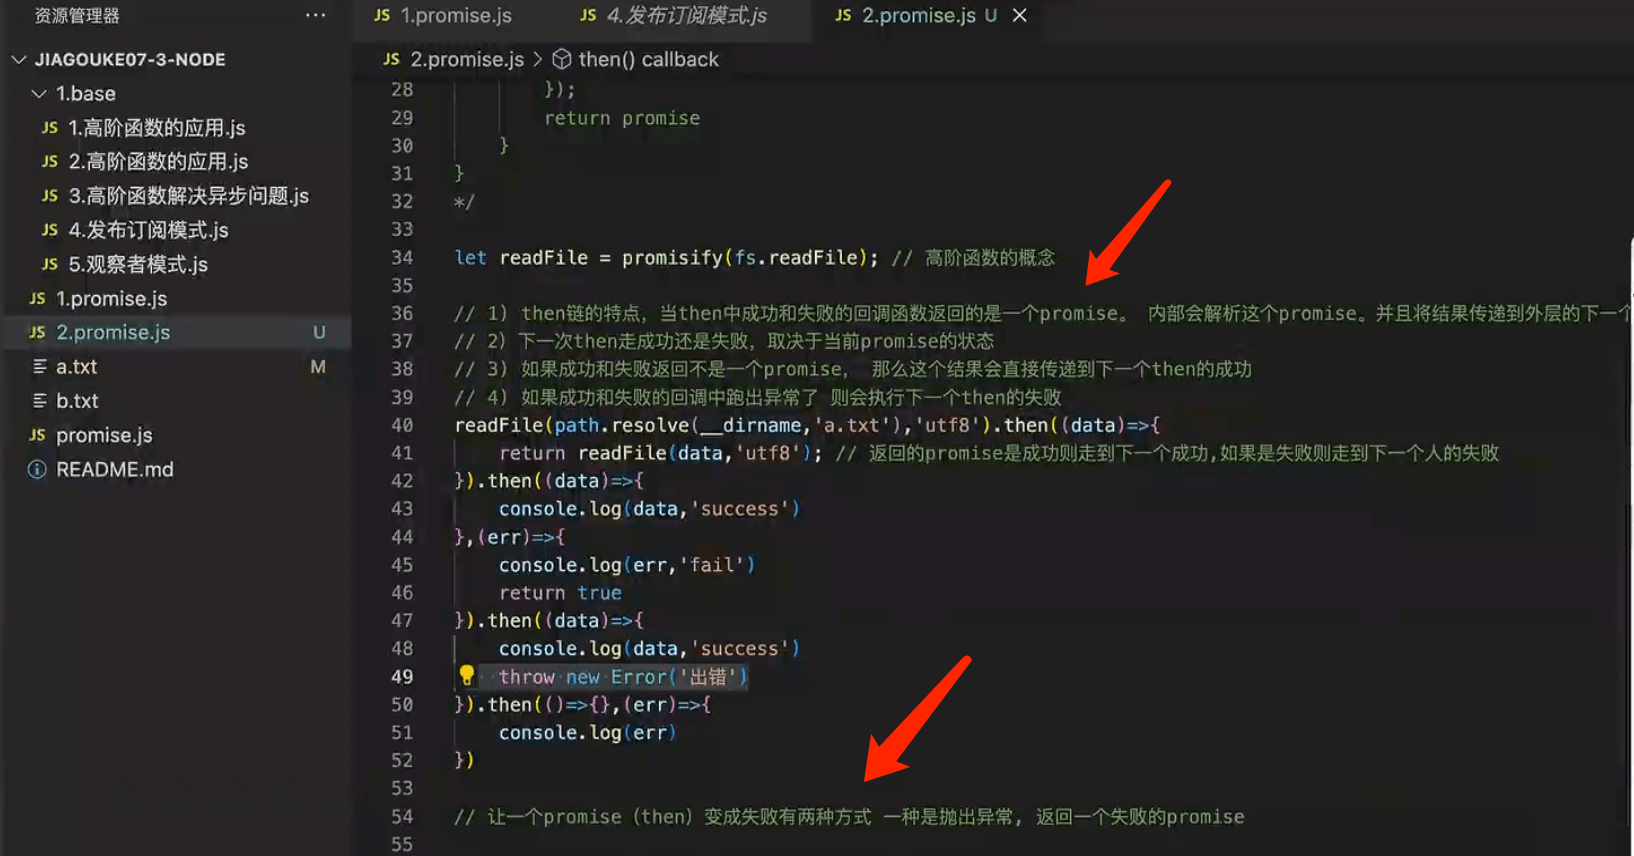 资源管理器 ···
JS 1.promise.js JS 4.发布订阅模式.js JS 2.promise.js U
JIAGOUKE07-3-NODE
JS 2.promise.js > then() callback
1.base
JS 1.高阶函数的应用.js
JS 2.高阶函数的应用.js
JS 3.高阶函数解决异步问题.js
JS 4.发布订阅模式.js
JS 5.观察者模式.js
JS 1.promise.js
JS 2.promise.js U
a.txt M
b.txt
JS promise.js
README.md
28 });
29 return promise
30 }
31 }
32 */
33
34 let readFile = promisify(fs.readFile); // 高阶函数的概念
35
36 // 1) then链的特点，当then中成功和失败的回调函数返回的是一个promise。 内部会解析这个promise。并且将结果传递到外层的下一个
37 // 2) 下一次then走成功还是失败，取决于当前promise的状态
38 // 3) 如果成功和失败返回不是一个promise， 那么这个结果会直接传递到下一个then的成功
39 // 4) 如果成功和失败的回调中跑出异常了 则会执行下一个then的失败
40 readFile(path.resolve(__dirname,'a.txt'),'utf8').then((data)=>{
41 return readFile(data,'utf8'); // 返回的promise是成功则走到下一个成功,如果是失败则走到下一个人的失败
42 }).then((data)=>{
43 console.log(data,'success')
44 },(err)=>{
45 console.log(err,'fail')
46 return true
47 }).then((data)=>{
48 console.log(data,'success')
49 throw new Error('出错')
50 }).then(()=>{},(err)=>{
51 console.log(err)
52 })
53
54 // 让一个promise（then）变成失败有两种方式 一种是抛出异常, 返回一个失败的promise
55